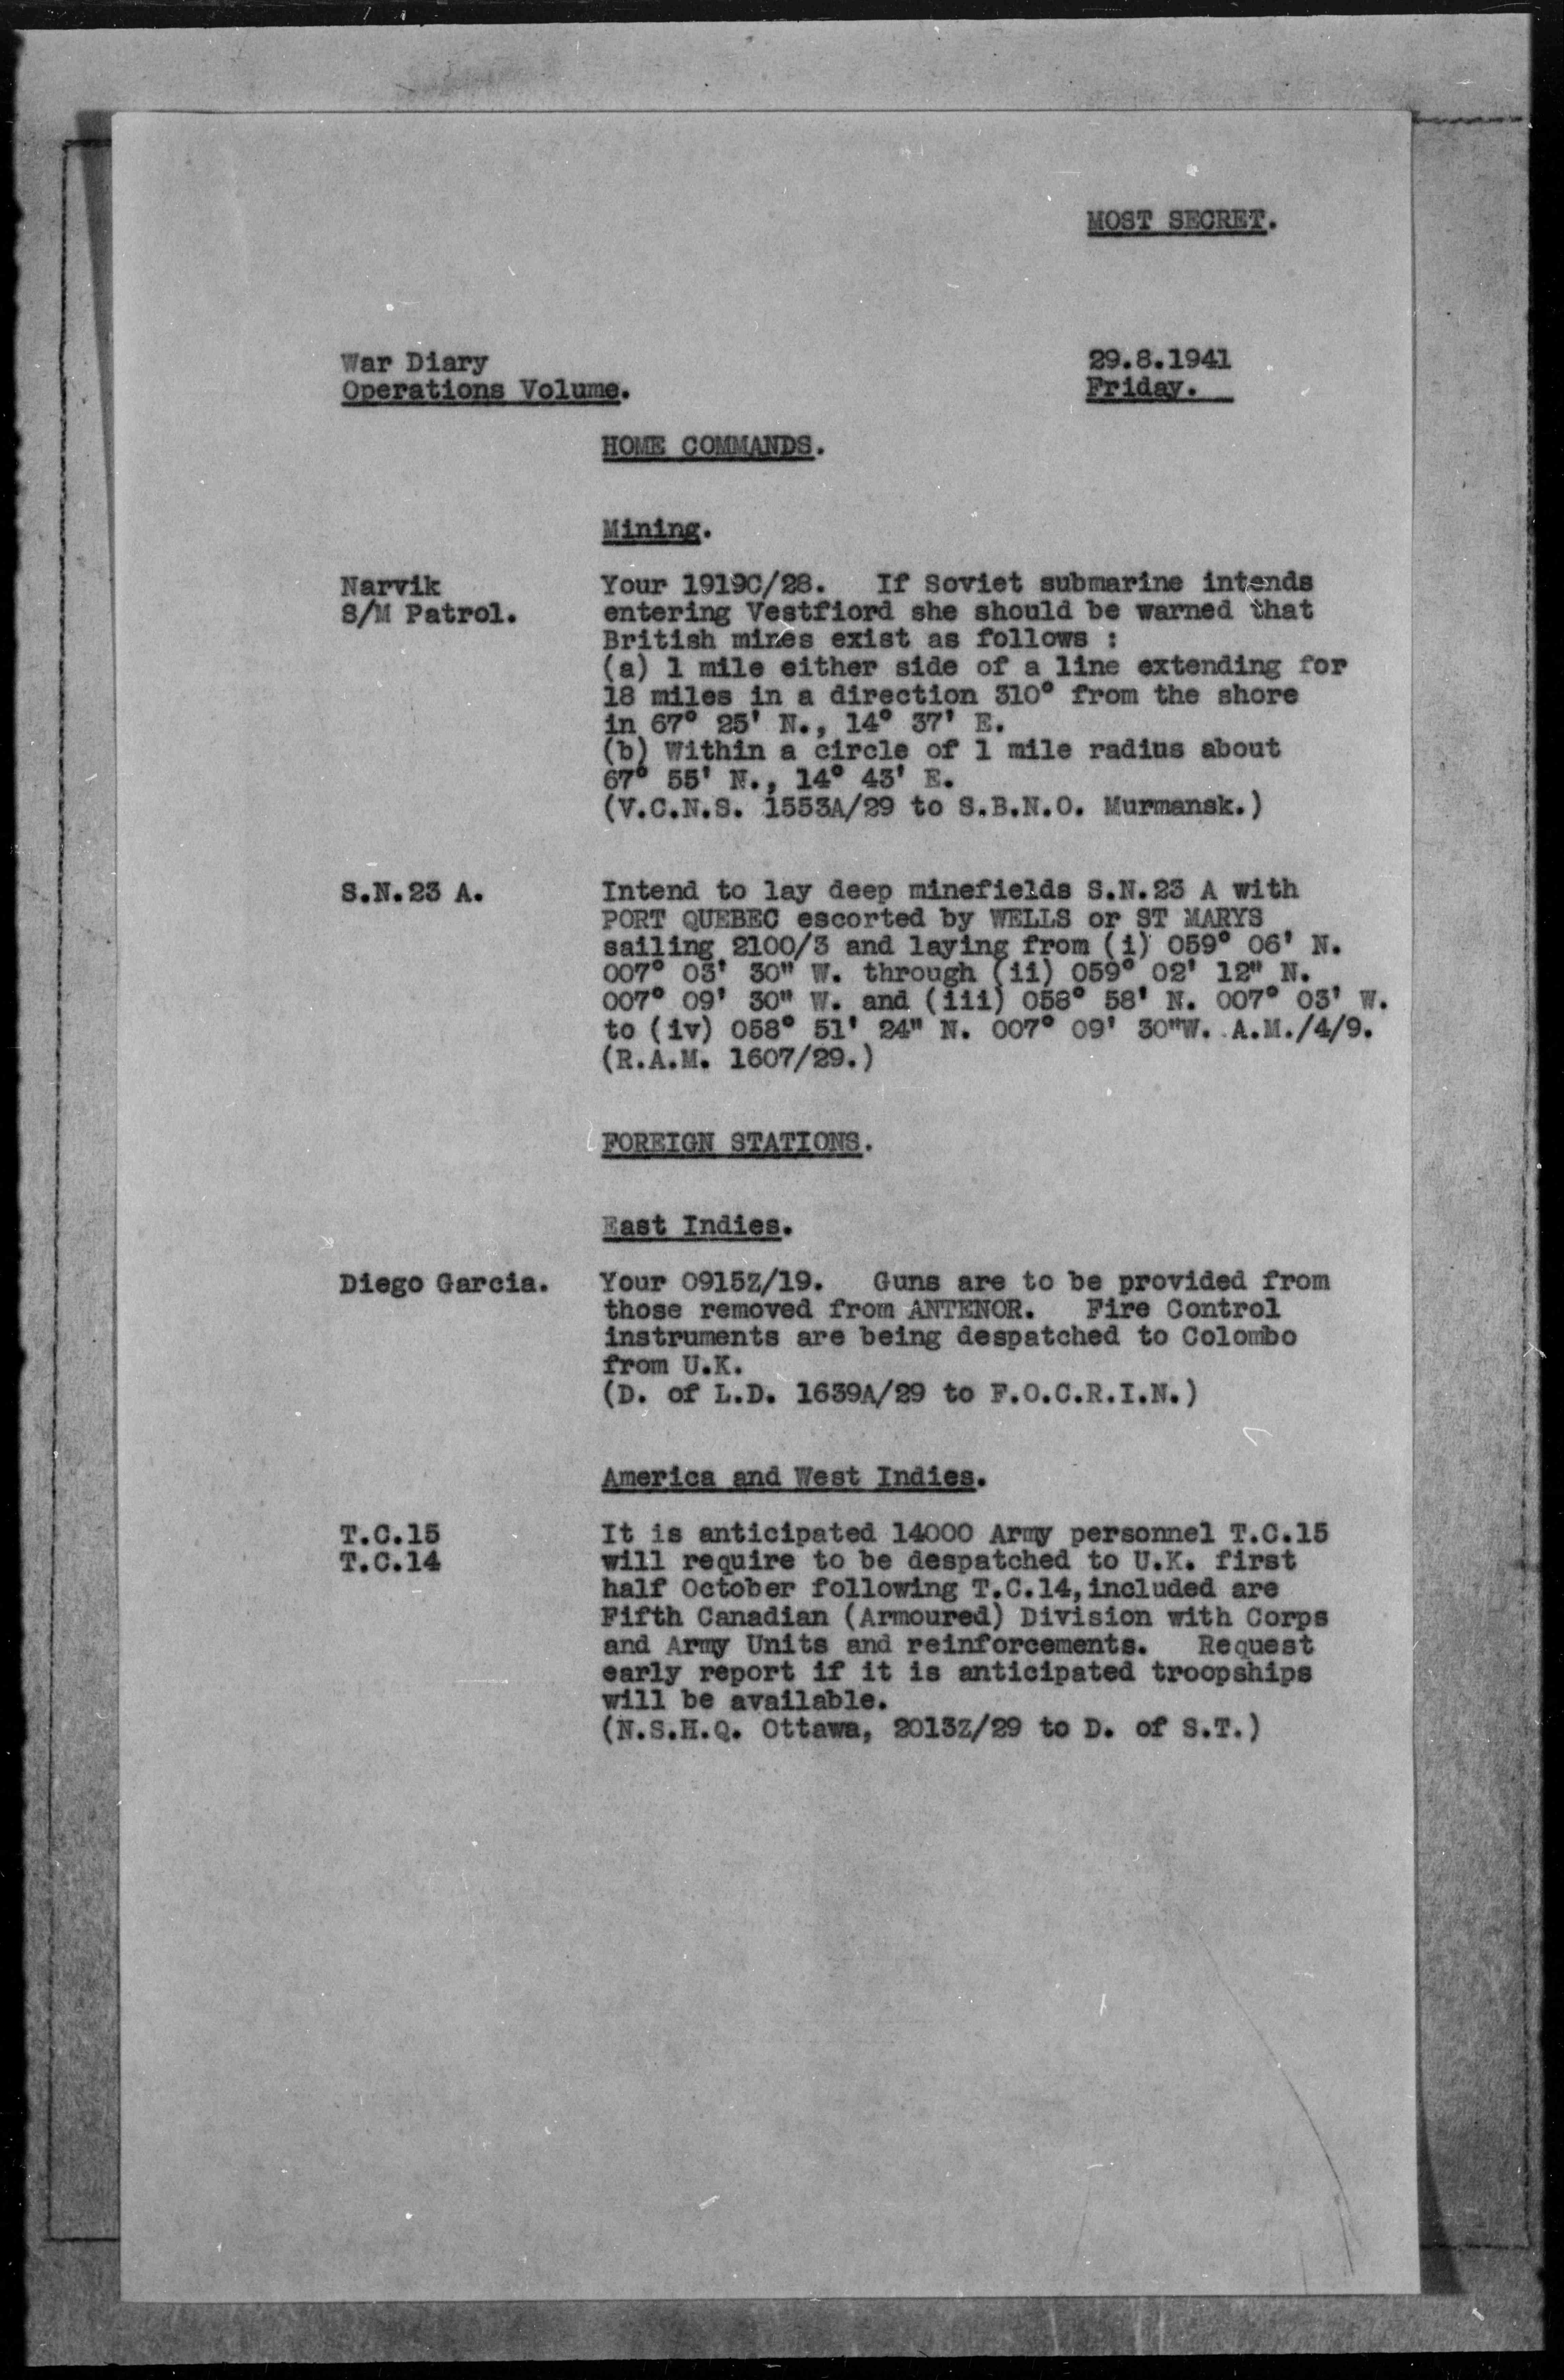 MOST SECRET.
War Diary
Operations Volume.
29.8.1941
Friday.
HOME COMMANDS.
Mining.
Narvik
S/M Patrol.
Your 1919C/28. If Soviet submarine intends
entering Vestfiord she should be warned that
British mines exist as follows :
(a) 1 mile either side of a line extending for
18 miles in a direction 310° from the shore
in 67° 25' N., 14° 37' E.
(b) Within a circle of 1 mile radius about
67° 55' N., 14° 43' E.
(V.C.N.S. 1553A/29 to S.B.N.O. Murmansk.)
S.N.23 A.
Intend to lay deep minefields S.N.23 A with
PORT QUEBEC escorted by WELLS or ST MARYS
sailing 2100/3 and laying from (i) 059° 06' N.
007° 03' 30" W. through (ii) 059° 02' 12" N.
007° 09' 30" W. and (iii) 058° 58' N. 007° 03' W.
to (iv) 058° 51' 24" N. 007° 09' 30"W. A.M./4/9.
(R.A.M. 1607/29.)
FOREIGN STATIONS.
East Indies.
Diego Garcia.
Your 0915Z/19. Guns are to be provided from
those removed from ANTENOR. Fire Control
instruments are being despatched to Colombo
from U.K.
(D. of L.D. 1639A/29 to F.O.C.R.I.N.)
America and West Indies.
T.C.15
T.C.14
It is anticipated 14000 Army personnel T.C.15
will require to be despatched to U.K. first
half October following T.C.14, included are
Fifth Canadian (Armoured) Division with Corps
and Army Units and reinforcements. Request
early report if it is anticipated troopships
will be available.
(N.S.H.Q. Ottawa, 2013Z/29 to D. of S.T.)